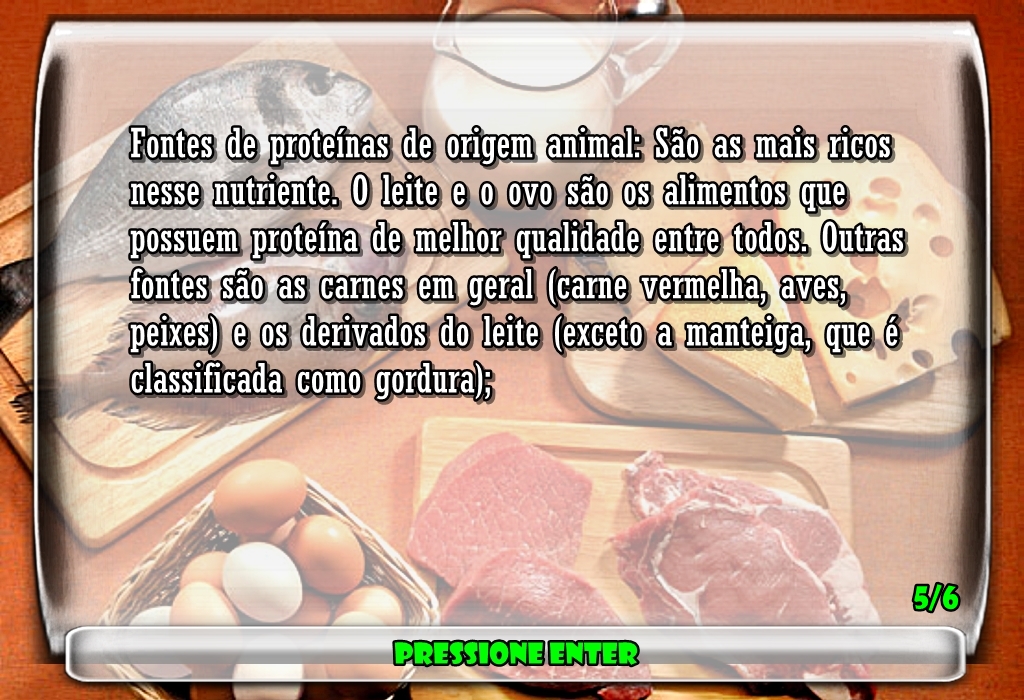 Fontes de proteínas de origem animal: São as mais ricos
nesse nutriente. O leite e o ovo são os alimentos que
possuem proteína de melhor qualidade entre todos. Outras
fontes são as carnes em geral (carne vermelha, aves,
peixes) e os derivados do leite (exceto a manteiga, que é
classificada como gordura);
5/6
PRESSIONE ENTER